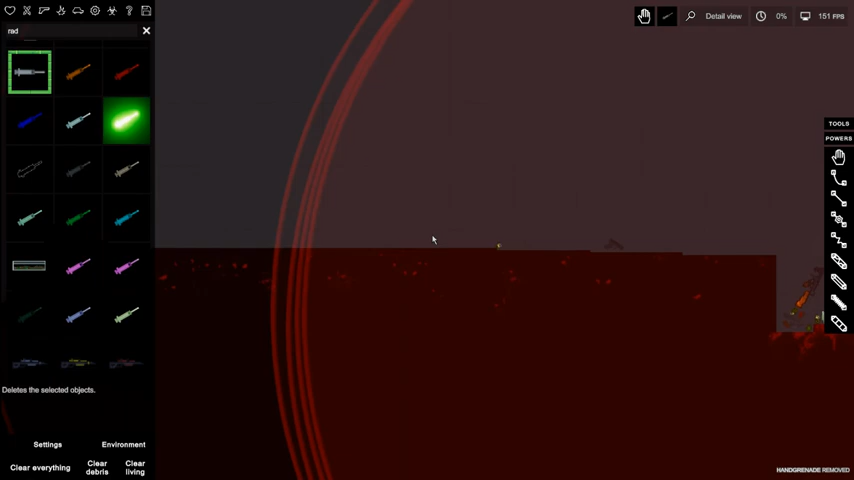 Detail view
0%
151 FPS
rad
TOOLS
POWERS
Deletes the selected objects.
Settings
Environment
Clear everything
Clear debris
Clear living
HANDGRENADE REMOVED